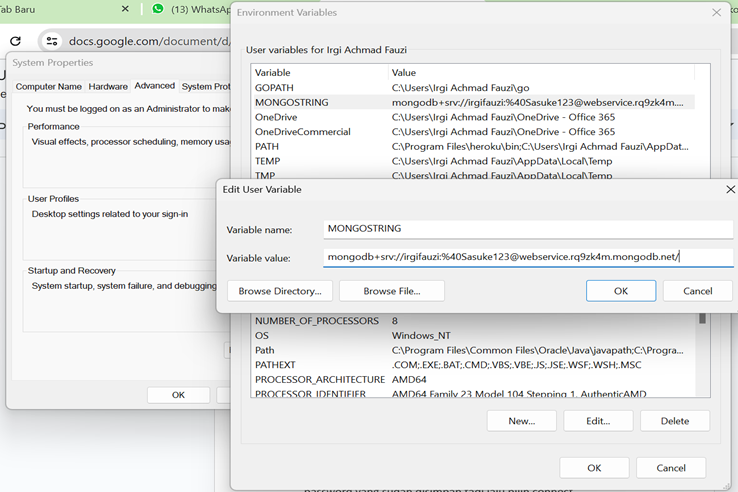 Tab Baru
(13) WhatsAp
docs.google.com/document/d/
System Properties
Computer Name Hardware Advanced System Prot
You must be logged on as an Administrator to make
Performance
Visual effects, processor scheduling, memory usa
User Profiles
Desktop settings related to your sign-in
Startup and Recovery
System startup, system failure, and debugging
OK
Environment Variables
User variables for Irgi Achmad Fauzi
Variable Value
GOPATH C:\Users\Irgi Achmad Fauzi\go
MONGOSTRING mongodb+srv://irgifauzi:%40Sasuke123@webservice.rq9zk4m....
OneDrive C:\Users\Irgi Achmad Fauzi\OneDrive - Office 365
OneDriveCommercial C:\Users\Irgi Achmad Fauzi\OneDrive - Office 365
PATH C:\Program Files\heroku\bin;C:\Users\Irgi Achmad Fauzi\AppDat...
TEMP C:\Users\Irgi Achmad Fauzi\AppData\Local\Temp
TMP C:\Users\Irgi Achmad Fauzi\AppData\Local\Temp
Edit User Variable
Variable name: MONGOSTRING
Variable value: mongodb+srv://irgifauzi:%40Sasuke123@webservice.rq9zk4m.mongodb.net/
Browse Directory... Browse File... OK Cancel
NUMBER_OF_PROCESSORS 8
OS Windows_NT
Path C:\Program Files\Common Files\Oracle\Java\javapath;C:\Progra...
PATHEXT .COM;.EXE;.BAT;.CMD;.VBS;.VBE;.JS;.JSE;.WSF;.WSH;.MSC
PROCESSOR_ARCHITECTURE AMD64
PROCESSOR_IDENTIFIER AMD64 Family 23 Model 104 Stepping 1, AuthenticAMD
New... Edit... Delete
OK Cancel